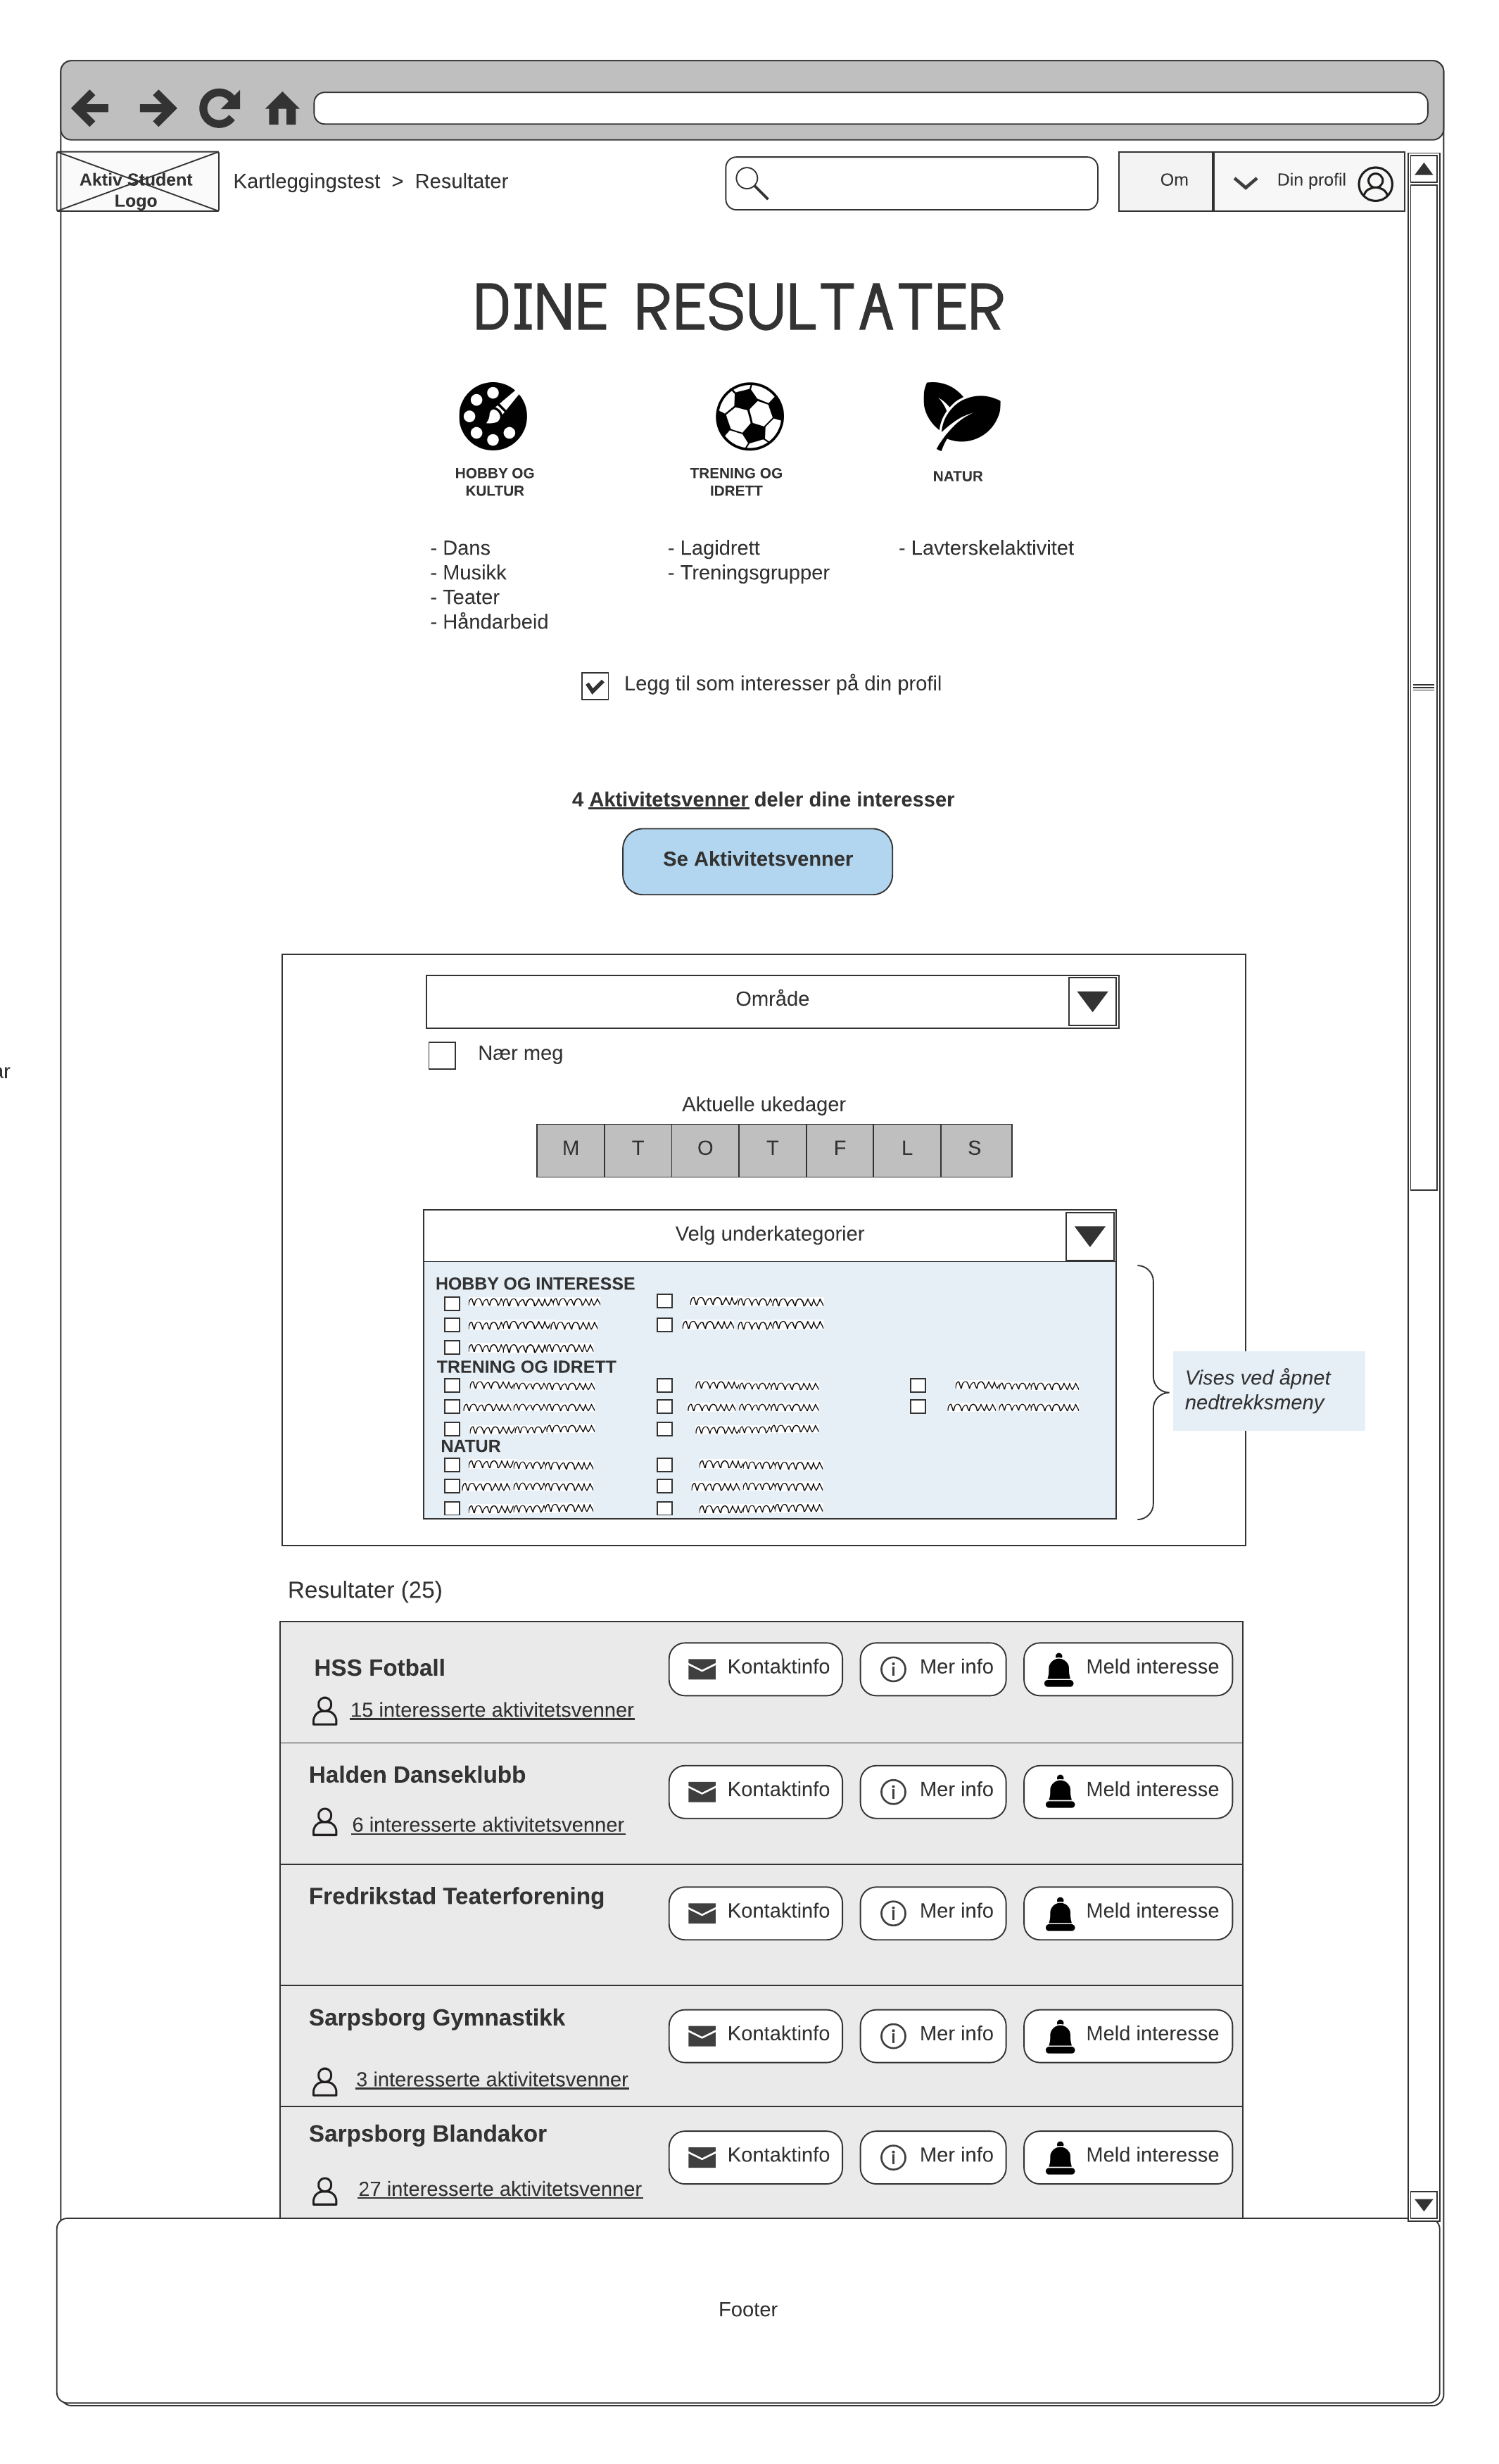 Aktiv Student
Logo
Kartleggingstest > Resultater
Om
Din profil
DINE RESULTATER
HOBBY OG
KULTUR
TRENING OG
IDRETT
NATUR
- Dans
- Musikk
- Teater
- Håndarbeid
- Lagidrett
- Treningsgrupper
- Lavterskelaktivitet
Legg til som interesser på din profil
4 Aktivitetsvenner deler dine interesser
Se Aktivitetsvenner
Område
Nær meg
Aktuelle ukedager
M T O T F L S
Velg underkategorier
HOBBY OG INTERESSE
TRENING OG IDRETT
NATUR
Vises ved åpnet
nedtrekksmeny
Resultater (25)
HSS Fotball
15 interesserte aktivitetsvenner
Kontaktinfo
Mer info
Meld interesse
Halden Danseklubb
6 interesserte aktivitetsvenner
Kontaktinfo
Mer info
Meld interesse
Fredrikstad Teaterforening
Kontaktinfo
Mer info
Meld interesse
Sarpsborg Gymnastikk
3 interesserte aktivitetsvenner
Kontaktinfo
Mer info
Meld interesse
Sarpsborg Blandakor
27 interesserte aktivitetsvenner
Kontaktinfo
Mer info
Meld interesse
Footer